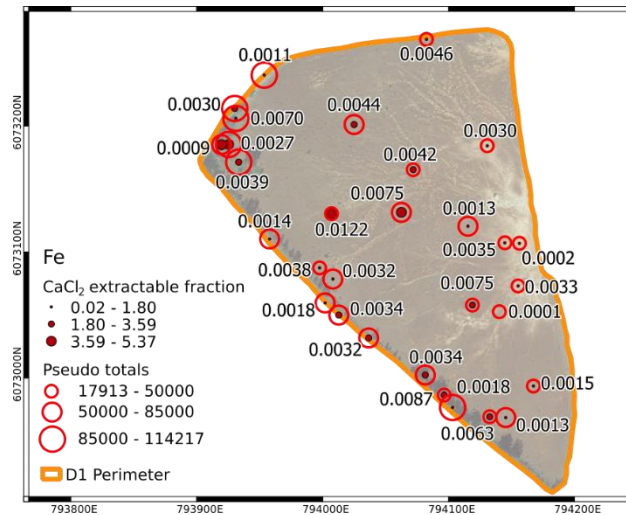 0.0011
0.0046
0.0030
0.0070
0.0044
6073200N
0.0009
0.0027
0.0030
0.0039
0.0042
0.0075
0.0122
0.0013
0.0014
6073100N
0.0035
0.0002
Fe
0.0038
0.0032
0.0033
CaCl2 extractable fraction
0.0075
0.02 - 1.80
0.0018
0.0034
0.0001
1.80 - 3.59
3.59 - 5.37
0.0032
Pseudo totals
6073000N
0.0034
17913 - 50000
0.0018
0.0015
50000 - 85000
0.0087
85000 - 114217
0.0063
0.0013
D1 Perimeter
793800E
793900E
794000E
794100E
794200E